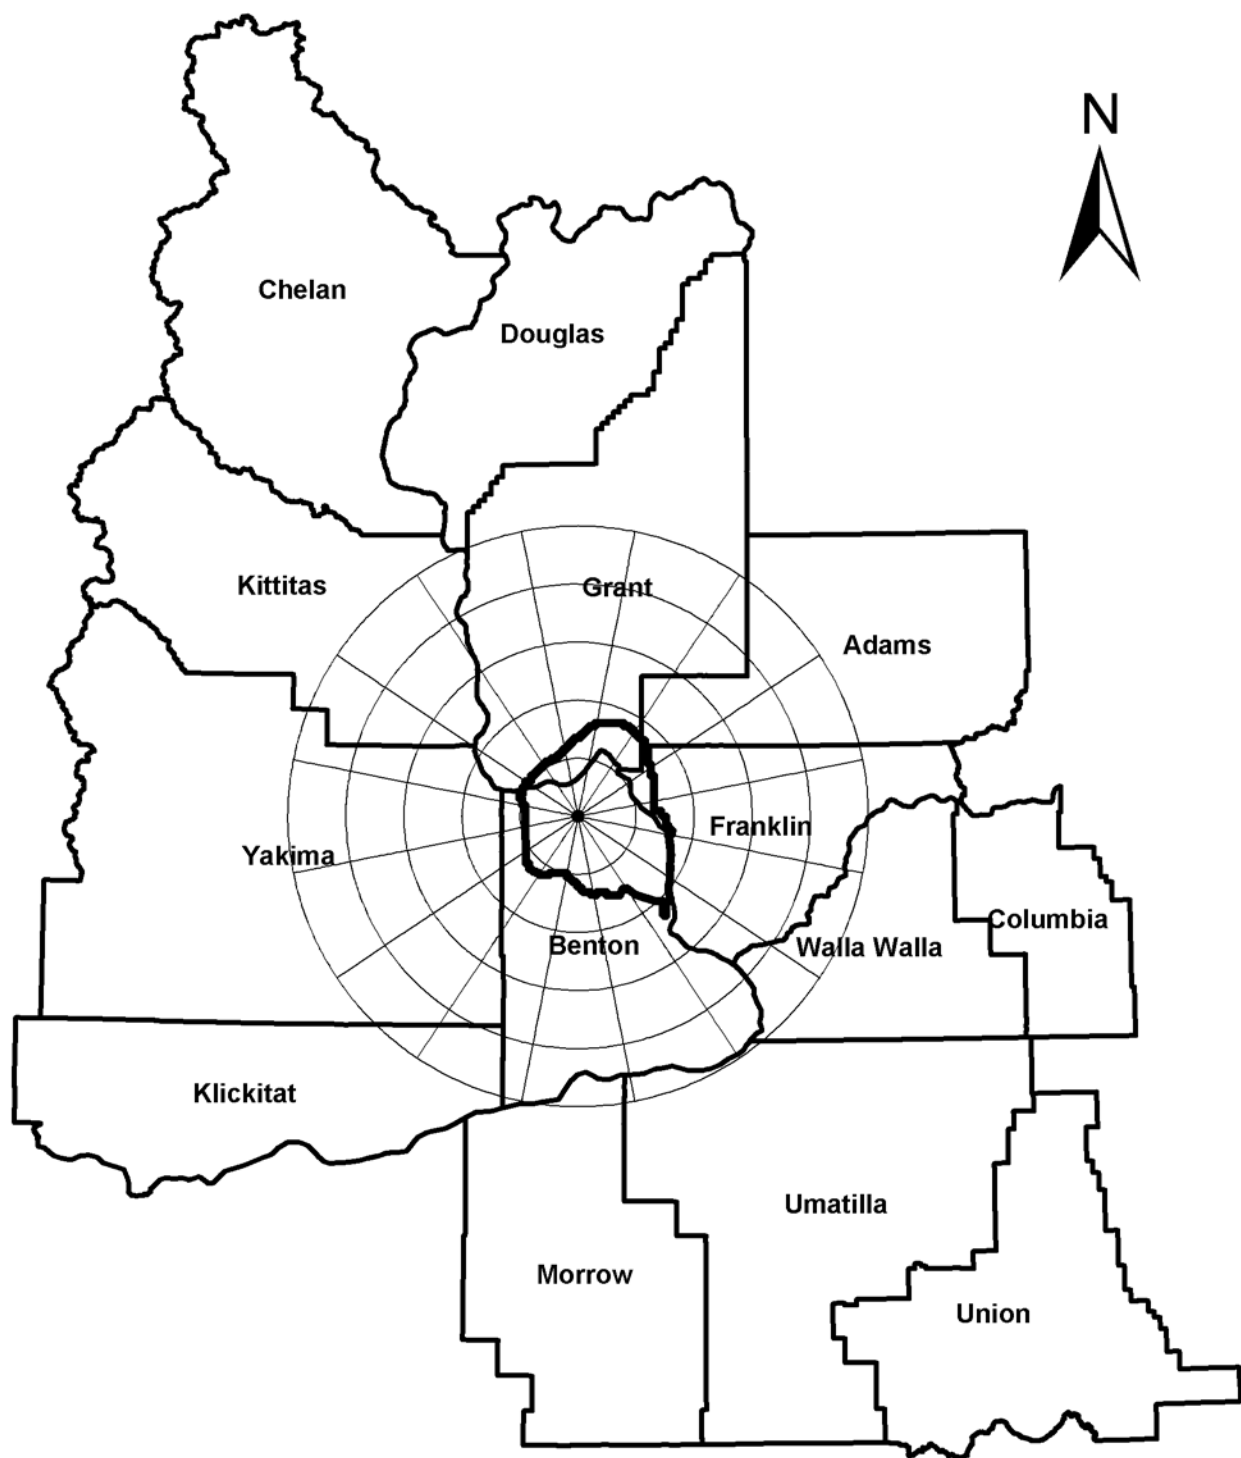 N
Chelan
Douglas
Kittitas
Grant
Adams
Yakima
Franklin
Benton
Walla Walla
Columbia
Klickitat
Umatilla
Morrow
Union